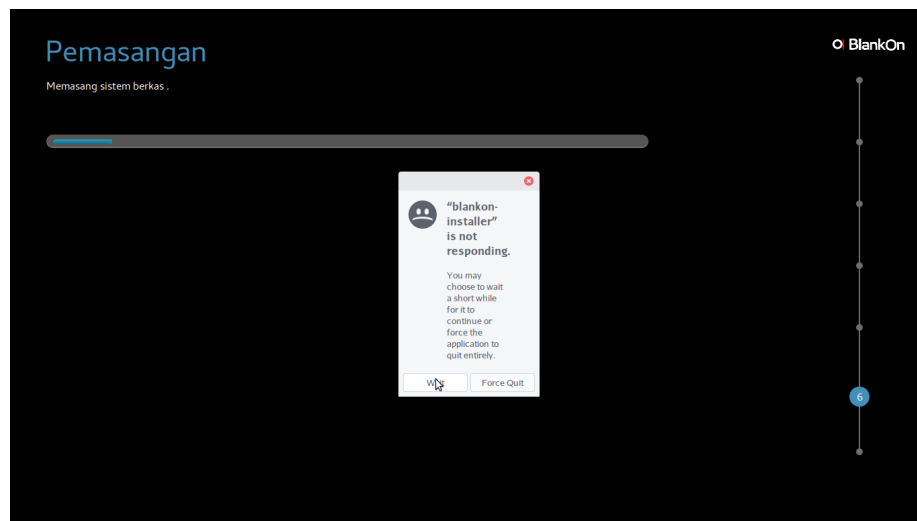 Pemasangan
BlankOn
Memasang sistem berkas .
“blankon-
installer”
is not
responding.
You may
choose to wait
a short while
for it to
continue or
force the
application to
quit entirely.
Force Quit
6